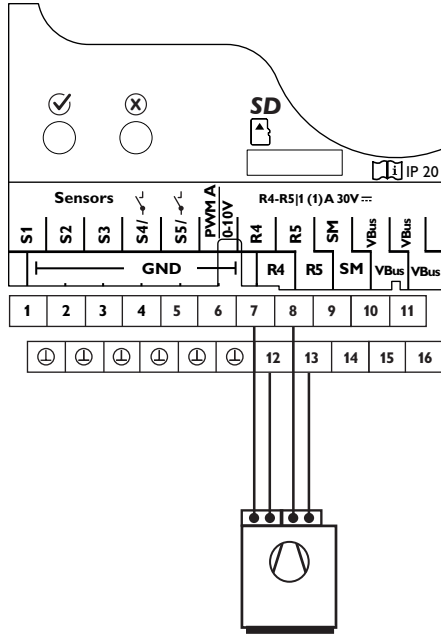 SD
IP 20
Sensors
R4-R5|1 (1) A 30V ⎓
S1 S2 S3 S4/ S5/ PWM A 0-10V R4 R5 SM VBus VBus
GND R4 R5 SM VBus VBus
1 2 3 4 5 6 7 8 9 10 11
12 13 14 15 16